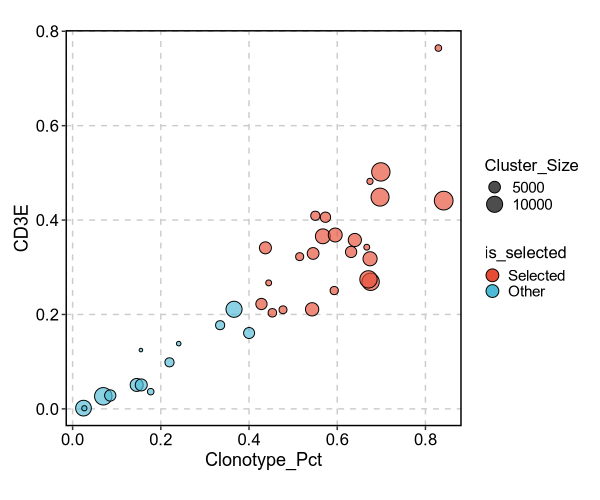 0.8
0.6
0.4
0.2
0.0
CD3E
0.0 0.2 0.4 0.6 0.8
Clonotype_Pct
Cluster_Size
5000
10000
is_selected
Selected
Other